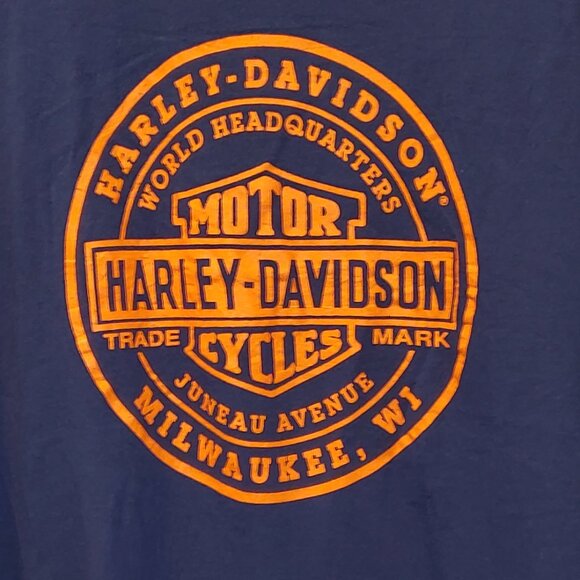 HARLEY-DAVIDSON®
WORLD HEADQUARTERS
MOTOR
HARLEY-DAVIDSON
TRADE MARK
CYCLES
JUNEAU AVENUE
MILWAUKEE, WI